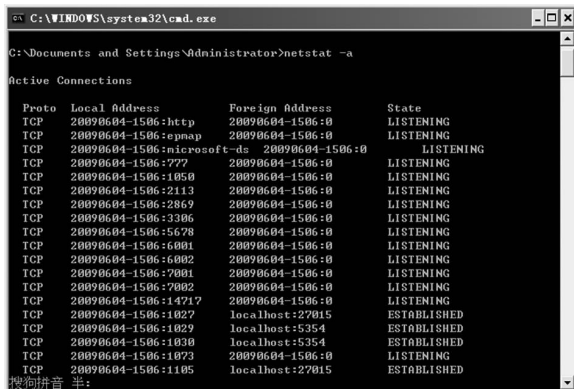 C:\WINDOWS\system32\cmd.exe
C:\Documents and Settings\Administrator>netstat -a
Active Connections
Proto Local Address Foreign Address State
TCP 20090604-1506:http 20090604-1506:0 LISTENING
TCP 20090604-1506:epmap 20090604-1506:0 LISTENING
TCP 20090604-1506:microsoft-ds 20090604-1506:0 LISTENING
TCP 20090604-1506:777 20090604-1506:0 LISTENING
TCP 20090604-1506:1050 20090604-1506:0 LISTENING
TCP 20090604-1506:2113 20090604-1506:0 LISTENING
TCP 20090604-1506:2869 20090604-1506:0 LISTENING
TCP 20090604-1506:3306 20090604-1506:0 LISTENING
TCP 20090604-1506:5678 20090604-1506:0 LISTENING
TCP 20090604-1506:6001 20090604-1506:0 LISTENING
TCP 20090604-1506:6002 20090604-1506:0 LISTENING
TCP 20090604-1506:7001 20090604-1506:0 LISTENING
TCP 20090604-1506:7002 20090604-1506:0 LISTENING
TCP 20090604-1506:14717 20090604-1506:0 LISTENING
TCP 20090604-1506:1027 localhost:27015 ESTABLISHED
TCP 20090604-1506:1029 localhost:5354 ESTABLISHED
TCP 20090604-1506:1030 localhost:5354 ESTABLISHED
TCP 20090604-1506:1073 20090604-1506:0 LISTENING
TCP 20090604-1506:1105 localhost:27015 ESTABLISHED
搜狗拼音 半: